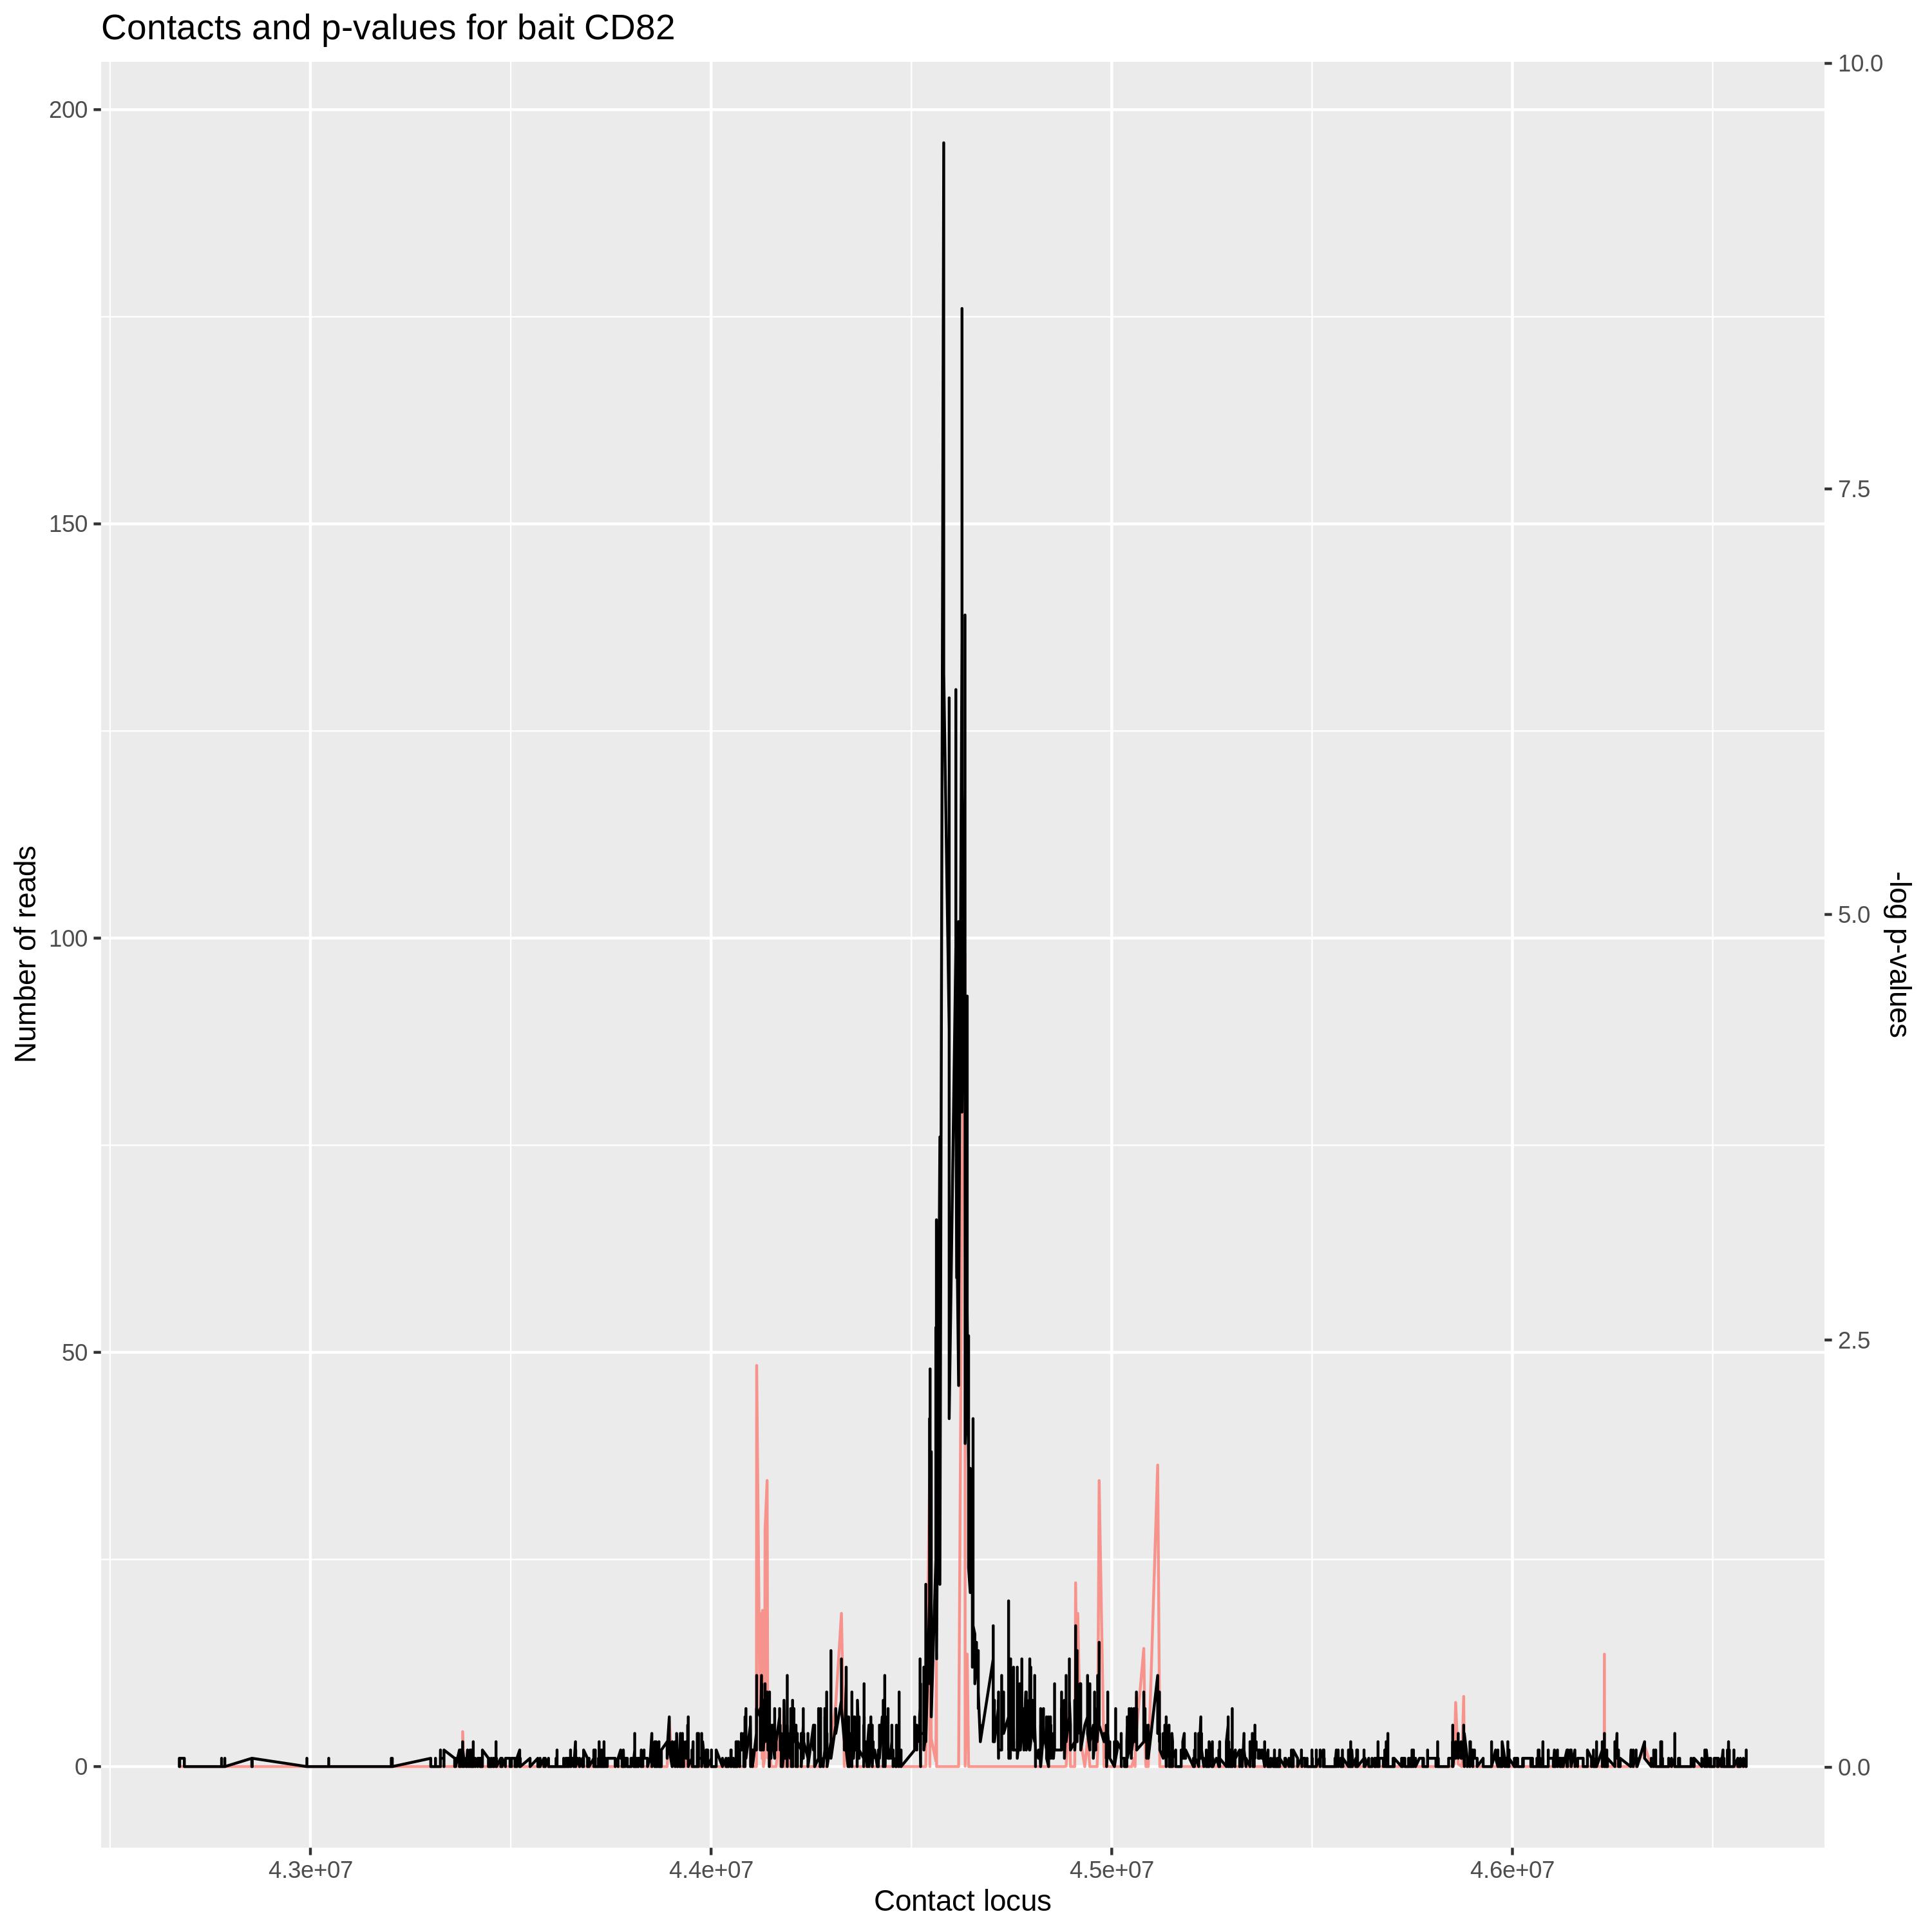 Contacts and p-values for bait CD82
200
150
100
50
0
Number of reads
10.0
7.5
5.0
2.5
0.0
-log p-values
4.3e+07
4.4e+07
4.5e+07
4.6e+07
Contact locus